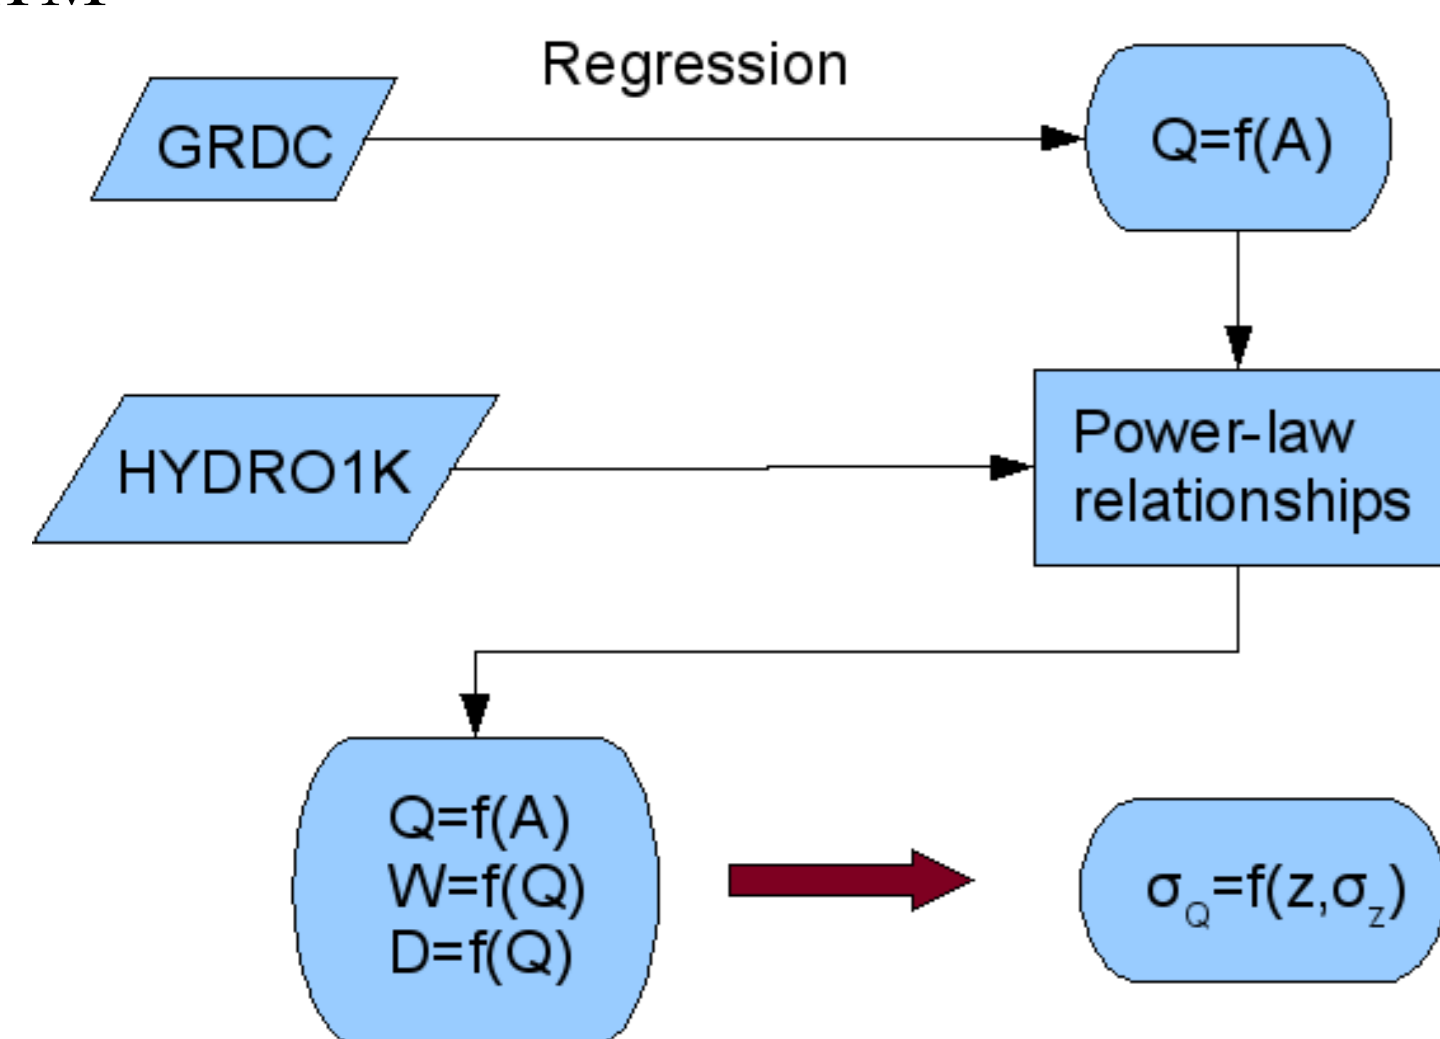 Regression
GRDC
Q=f(A)
HYDRO1K
Power-law
relationships
Q=f(A)
W=f(Q)
D=f(Q)
σQ=f(z,σz)